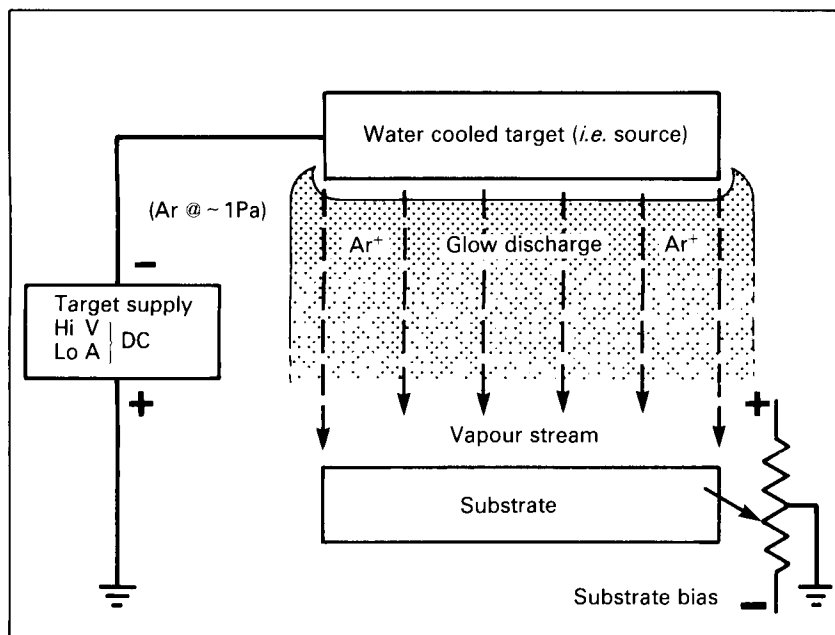 Water cooled target (i.e. source)
(Ar @ ~ 1Pa)
Ar⁺ Glow discharge Ar⁺
−
Target supply
Hi V
Lo A
DC
+
+
Vapour stream
Substrate
Substrate bias
−